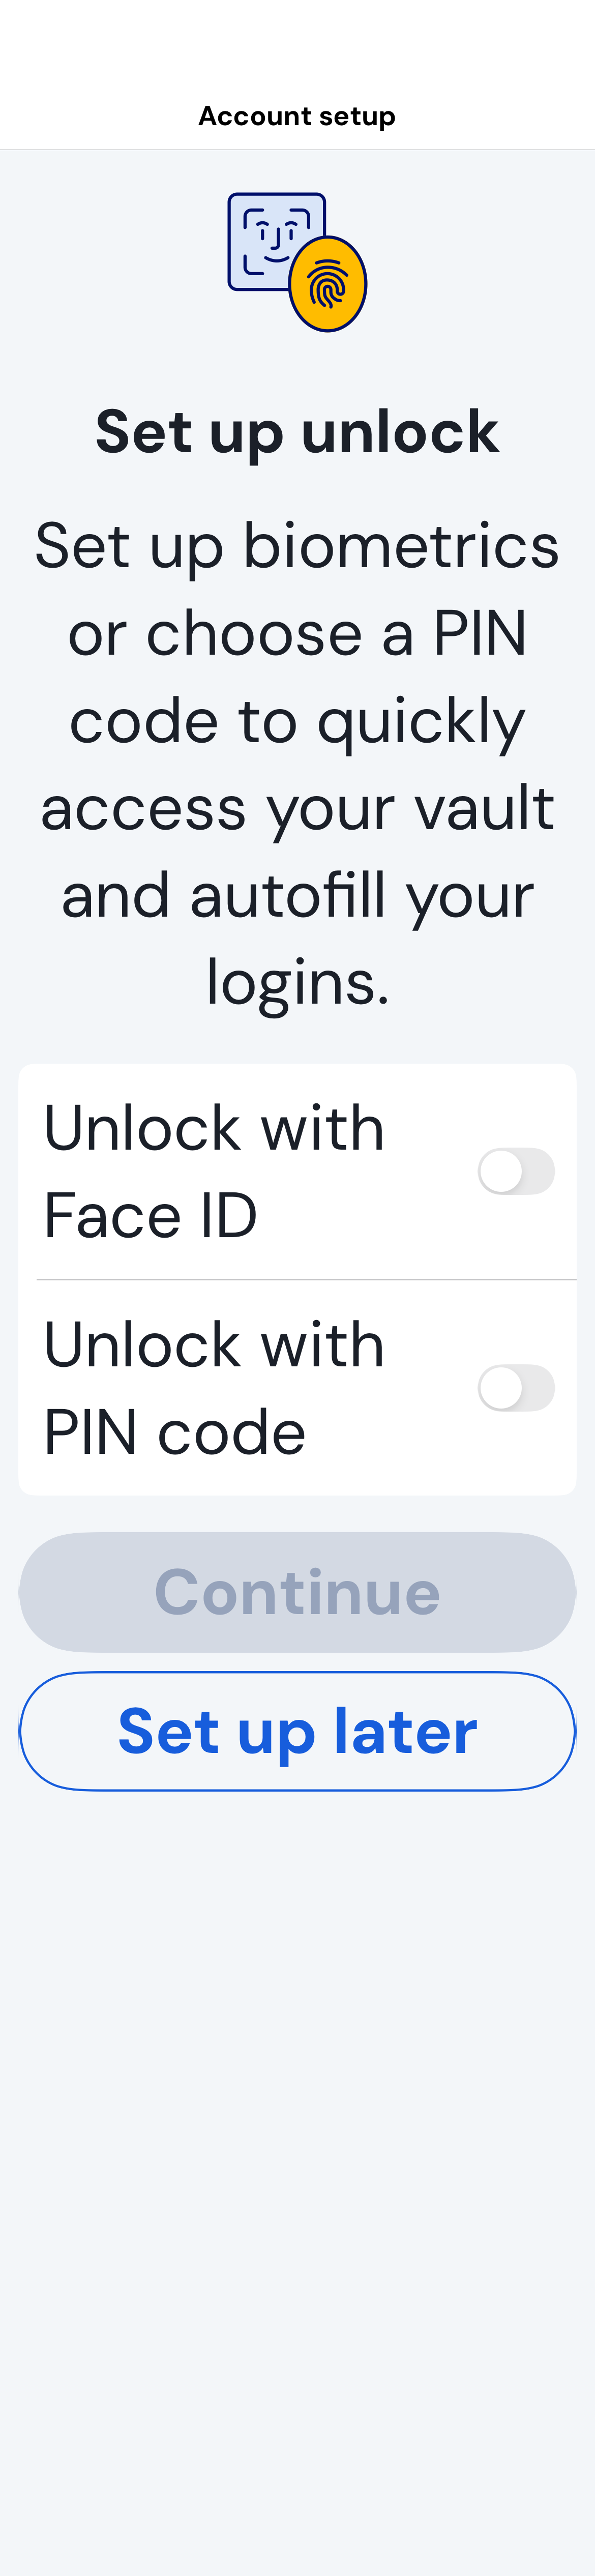 Account setup
Set up unlock
Set up biometrics
or choose a PIN
code to quickly
access your vault
and autofill your
logins.
Unlock with
Face ID
Unlock with
PIN code
Continue
Set up later